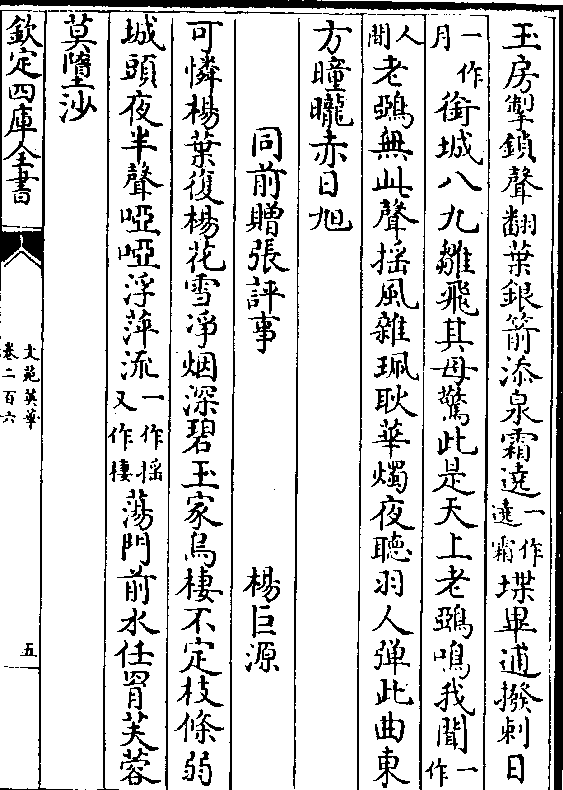 玉房掣鎖聲翻葉銀箭添泉霜遶一作遶霜堞畢逋撥剌日
一作月銜城八九雛飛其母驚此是天上老鵶鳴我聞一作
人間老鵶無此聲揺風雜珮耿華燭夜聽羽人弹此曲東
方曈曨赤日旭
同前贈張評事　楊巨源
可憐楊葉復楊花雪凈烟深碧玉家烏棲不定枝條弱
城頭夜半聲啞啞浮萍流一作揺又作棲蕩門前水任罥芙蓉
莫墮沙
欽定四庫全書
文苑英華
卷二百六
五